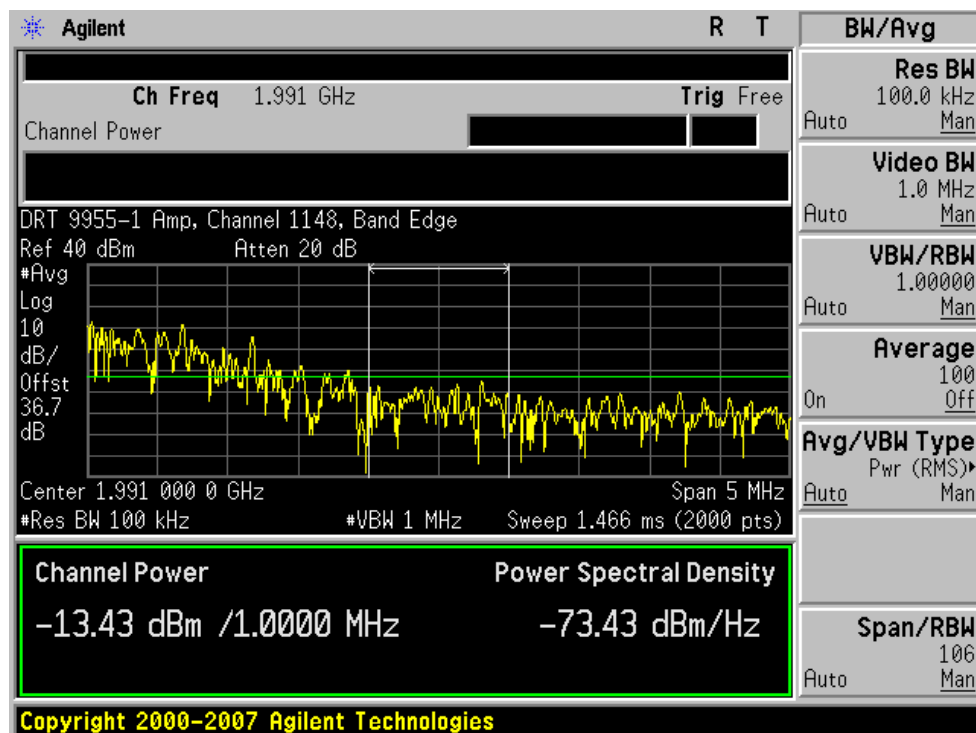 Agilent
R T
Ch Freq 1.991 GHz
Trig Free
Channel Power
DRT 9955-1 Amp, Channel 1148, Band Edge
Ref 40 dBm
Atten 20 dB
#Avg
Log
10
dB/
Offst
36.7
dB
Center 1.991 000 0 GHz
Span 5 MHz
#Res BW 100 kHz
#VBW 1 MHz
Sweep 1.466 ms (2000 pts)
Channel Power
Power Spectral Density
-13.43 dBm /1.0000 MHz
-73.43 dBm/Hz
Copyright 2000-2007 Agilent Technologies
BW/Avg
Res BW
100.0 kHz
Auto Man
Video BW
1.0 MHz
Auto Man
VBW/RBW
1.00000
Auto Man
Average
100
On Off
Avg/VBW Type
Pwr (RMS)
Auto Man
Span/RBW
106
Auto Man